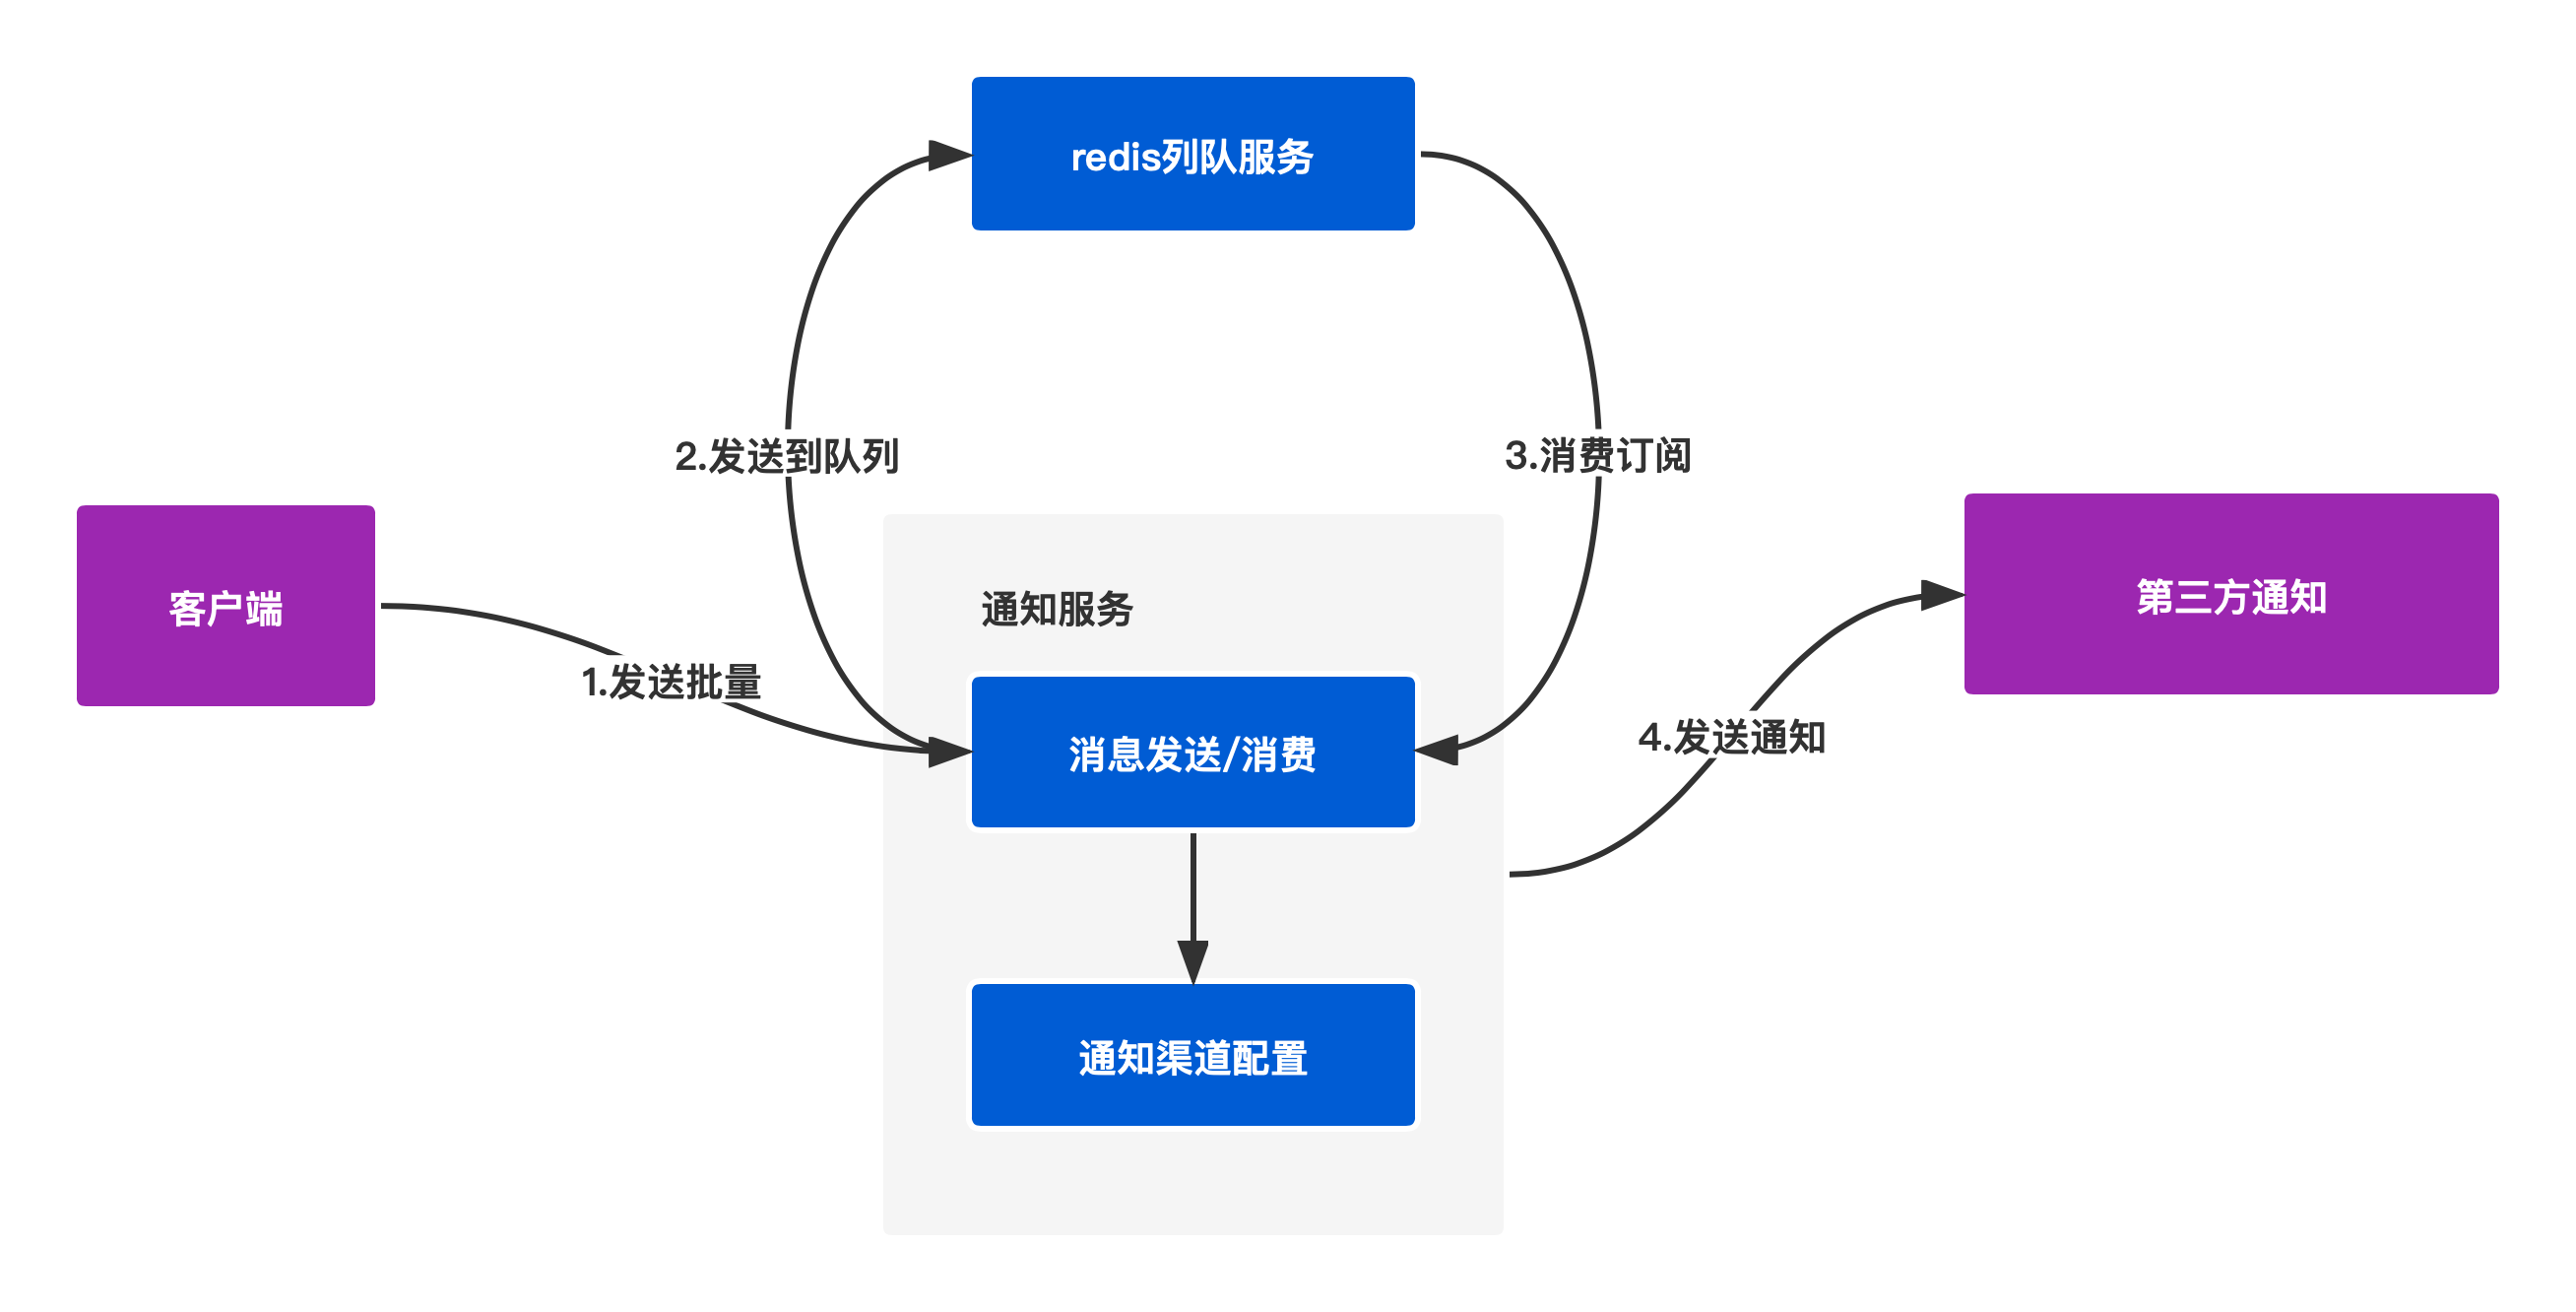 redis列队服务
2.发送到队列
3.消费订阅
客户端
1.发送批量
通知服务
消息发送/消费
通知渠道配置
第三方通知
4.发送通知